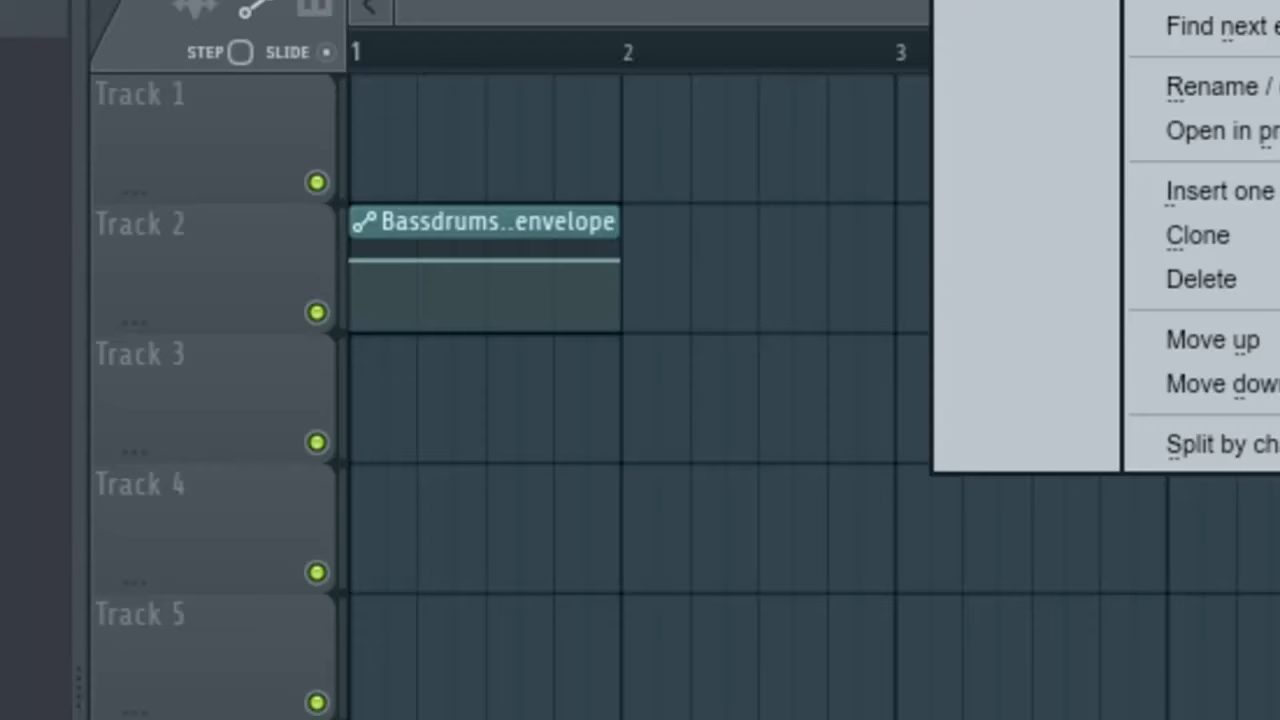 STEP SLIDE
1 2 3
Track 1
Track 2
Bassdrums..envelope
Track 3
Track 4
Track 5
Find next e
Rename /
Open in pr
Insert one
Clone
Delete
Move up
Move dow
Split by ch